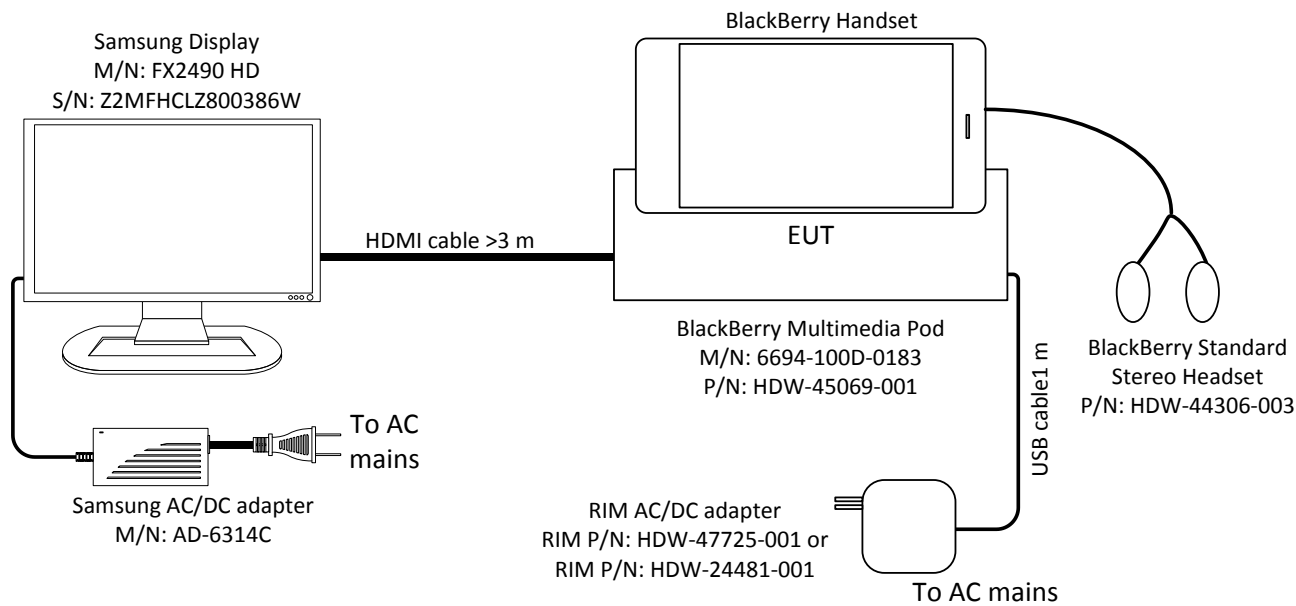 BlackBerry Handset
Samsung Display
M/N: FX2490 HD
S/N: Z2MFHCLZ800386W
HDMI cable >3 m
EUT
BlackBerry Multimedia Pod
M/N: 6694-100D-0183
P/N: HDW-45069-001
USB cable1 m
BlackBerry Standard
Stereo Headset
P/N: HDW-44306-003
To AC
mains
Samsung AC/DC adapter
M/N: AD-6314C
RIM AC/DC adapter
RIM P/N: HDW-47725-001 or
RIM P/N: HDW-24481-001
To AC mains